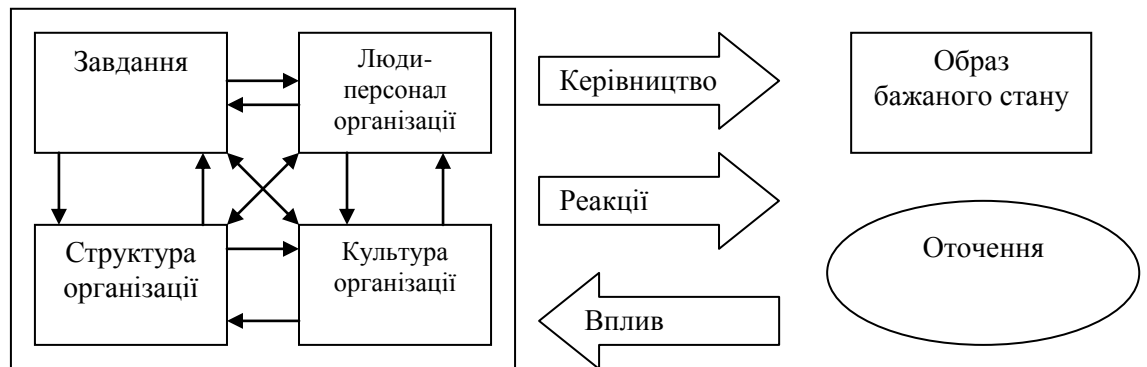 Завдання
Люди-
персонал
організації
Структура
організації
Культура
організації
Керівництво
Реакції
Вплив
Образ
бажаного стану
Оточення